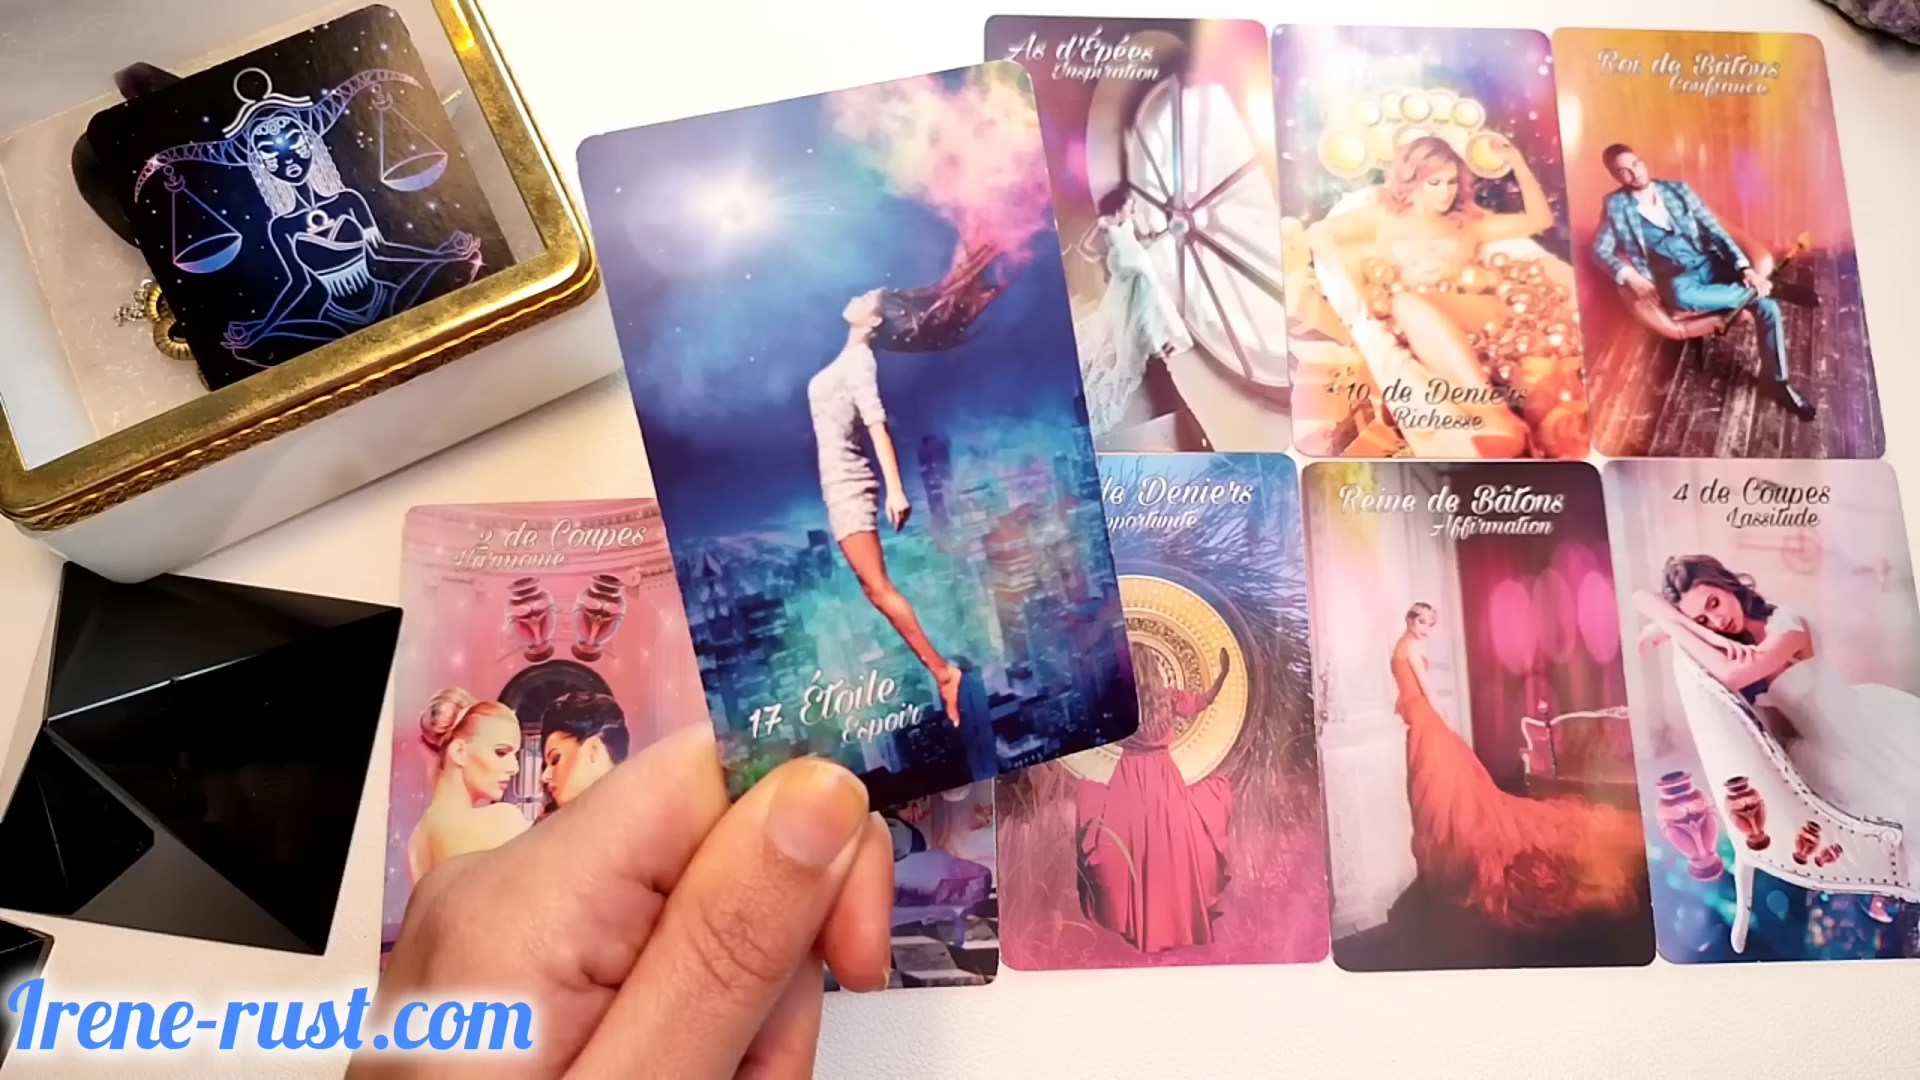 As d'Épées
Inspiration
10 de Deniers
Richesse
Roi de Bâtons
Confiance
17 Étoile
Espoir
2 de Coupes
Harmonie
de Deniers
Reine de Bâtons
Affirmation
4 de Coupes
Lassitude
Irene-rust.com